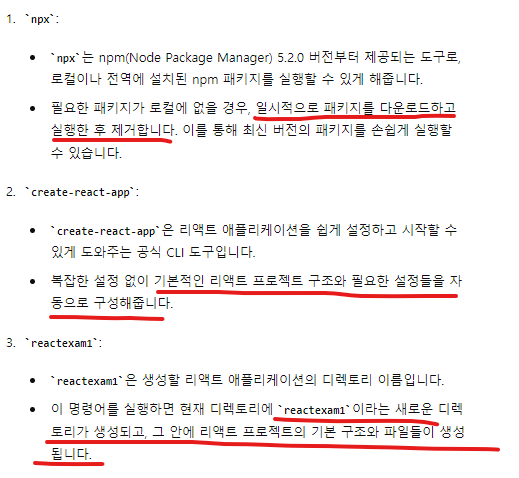 1. `npx`:
• `npx`는 npm(Node Package Manager) 5.2.0 버전부터 제공되는 도구로,
로컬이나 전역에 설치된 npm 패키지를 실행할 수 있게 해줍니다.
• 필요한 패키지가 로컬에 없을 경우, 일시적으로 패키지를 다운로드하고
실행한 후 제거합니다. 이를 통해 최신 버전의 패키지를 손쉽게 실행할
수 있습니다.
2. `create-react-app`:
• `create-react-app`은 리액트 애플리케이션을 쉽게 설정하고 시작할 수
있게 도와주는 공식 CLI 도구입니다.
• 복잡한 설정 없이 기본적인 리액트 프로젝트 구조와 필요한 설정들을 자
동으로 구성해줍니다.
3. `reactexam1`:
• `reactexam1`은 생성할 리액트 애플리케이션의 디렉토리 이름입니다.
• 이 명령어를 실행하면 현재 디렉토리에 `reactexam1`이라는 새로운 디렉
토리가 생성되고, 그 안에 리액트 프로젝트의 기본 구조와 파일들이 생성
됩니다.